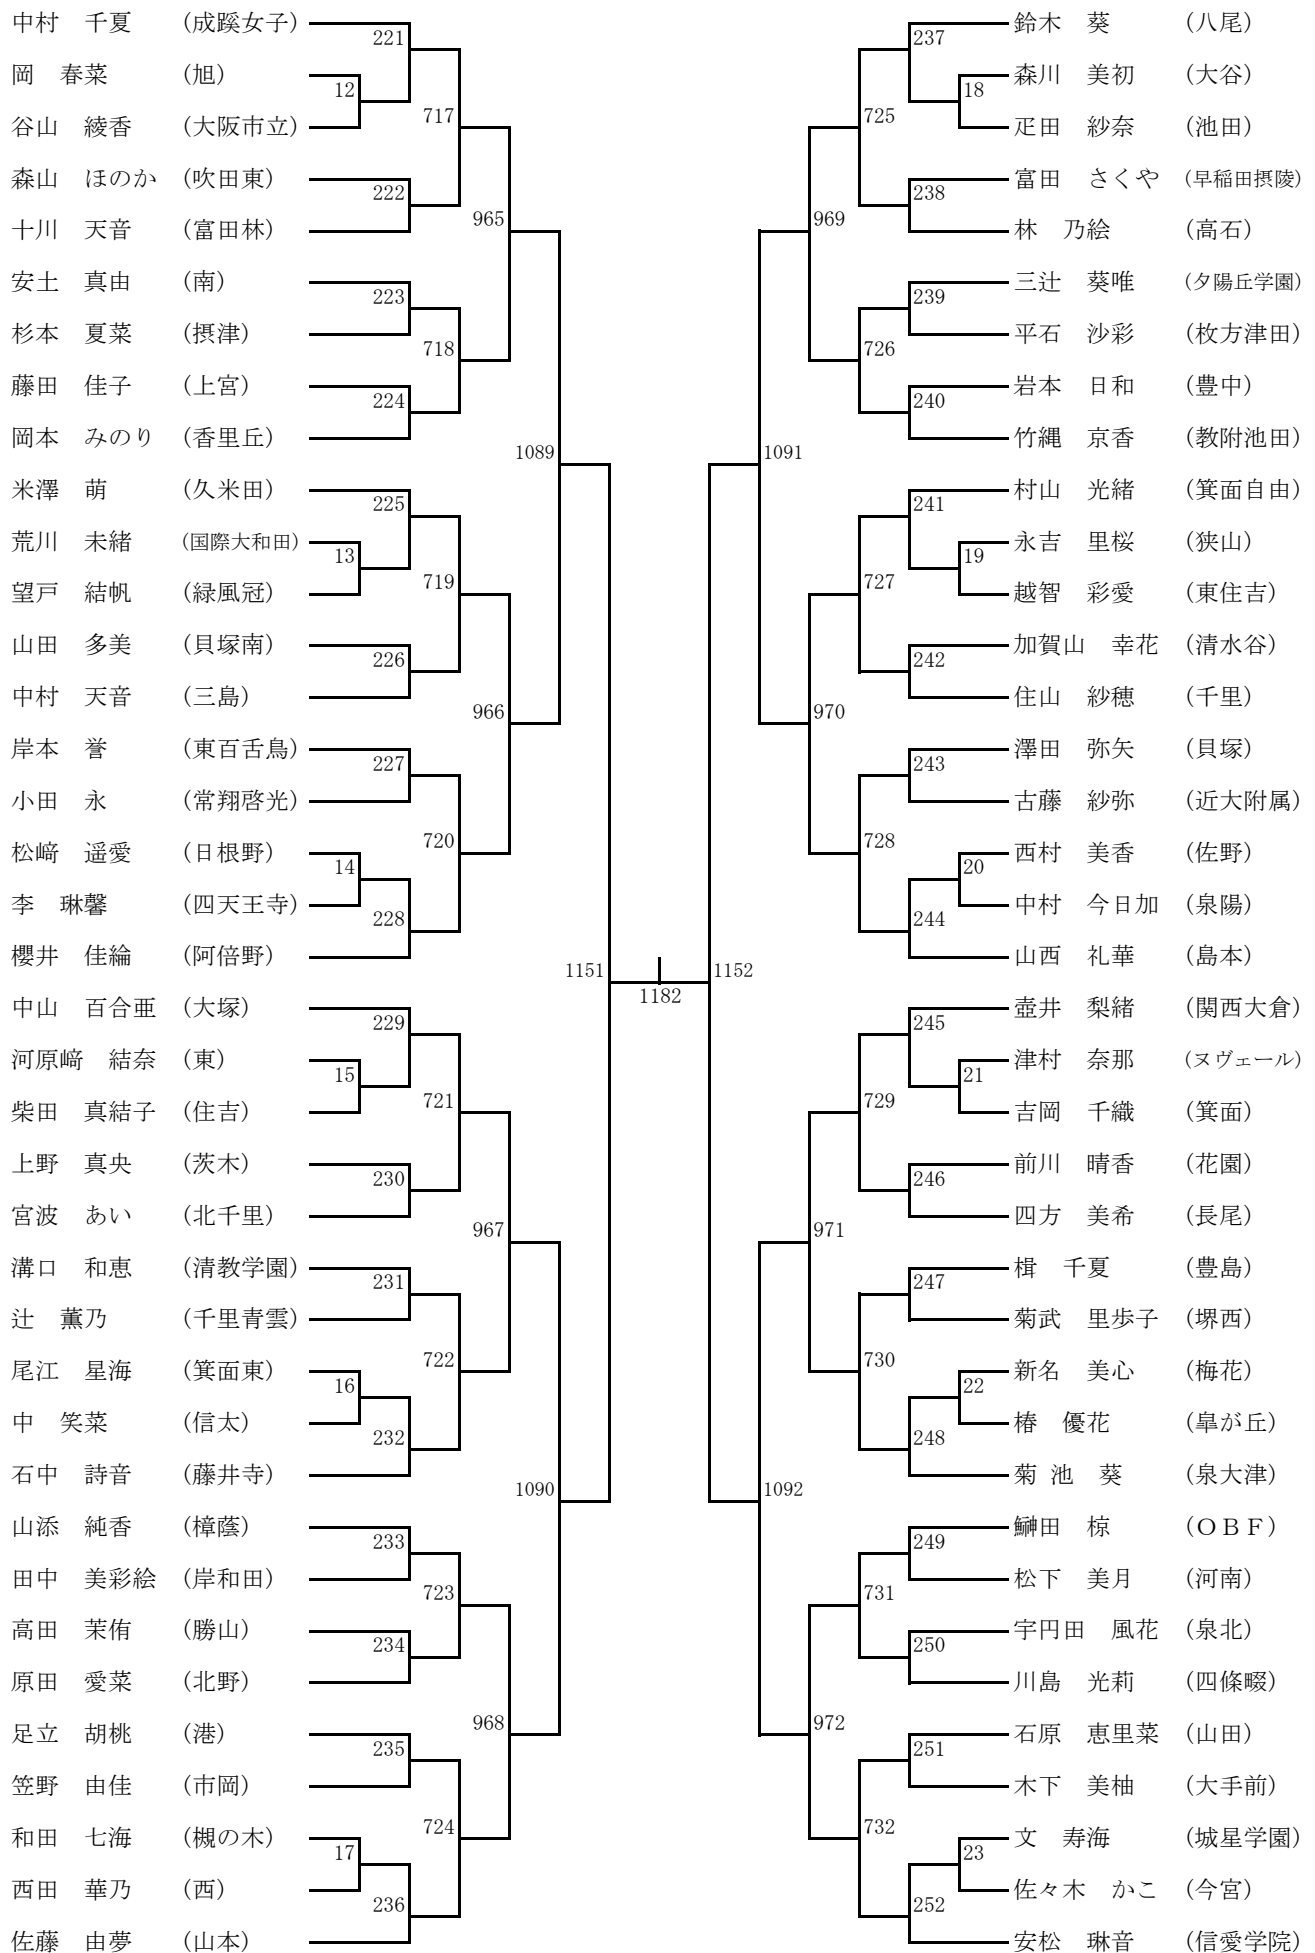 中村　千夏　(成蹊女子)
岡　春菜　(旭)
谷山　綾香　(大阪市立)
森山　ほのか　(吹田東)
十川　天音　(富田林)
安土　真由　(南)
杉本　夏菜　(摂津)
藤田　佳子　(上宮)
岡本　みのり　(香里丘)
米澤　萌　(久米田)
荒川　未緒　(国際大和田)
望戸　結帆　(緑風冠)
山田　多美　(貝塚南)
中村　天音　(三島)
岸本　誉　(東百舌鳥)
小田　永　(常翔啓光)
松﨑　遥愛　(日根野)
李　琳馨　(四天王寺)
櫻井　佳綸　(阿倍野)
中山　百合亜　(大塚)
河原﨑　結奈　(東)
柴田　真結子　(住吉)
上野　真央　(茨木)
宮波　あい　(北千里)
溝口　和恵　(清教学園)
辻　薫乃　(千里青雲)
尾江　星海　(箕面東)
中　笑菜　(信太)
石中　詩音　(藤井寺)
山添　純香　(樟蔭)
田中　美彩絵　(岸和田)
高田　茉侑　(勝山)
原田　愛菜　(北野)
足立　胡桃　(港)
笠野　由佳　(市岡)
和田　七海　(槻の木)
西田　華乃　(西)
佐藤　由夢　(山本)
221
12
717
222
965
223
718
224
1089
225
13
719
226
966
227
720
14
228
1151
229
15
721
230
967
231
722
16
232
1090
233
723
234
968
235
724
17
236
1182
237
18
725
238
969
239
726
240
1091
241
19
727
242
970
243
728
20
244
1152
245
21
729
246
971
247
730
22
248
1092
249
731
250
972
251
732
23
252
鈴木　葵　(八尾)
森川　美初　(大谷)
疋田　紗奈　(池田)
富田　さくや　(早稲田摂陵)
林　乃絵　(高石)
三辻　葵唯　(夕陽丘学園)
平石　沙彩　(枚方津田)
岩本　日和　(豊中)
竹縄　京香　(教附池田)
村山　光緒　(箕面自由)
永吉　里桜　(狭山)
越智　彩愛　(東住吉)
加賀山　幸花　(清水谷)
住山　紗穂　(千里)
澤田　弥矢　(貝塚)
古藤　紗弥　(近大附属)
西村　美香　(佐野)
中村　今日加　(泉陽)
山西　礼華　(島本)
壺井　梨緒　(関西大倉)
津村　奈那　(ヌヴェール)
吉岡　千織　(箕面)
前川　晴香　(花園)
四方　美希　(長尾)
楫　千夏　(豊島)
菊武　里歩子　(堺西)
新名　美心　(梅花)
椿　優花　(皐が丘)
菊 池　葵　(泉大津)
鰰田　椋　(ＯＢＦ)
松下　美月　(河南)
宇円田　風花　(泉北)
川島　光莉　(四條畷)
石原　恵里菜　(山田)
木下　美柚　(大手前)
文　寿海　(城星学園)
佐々木　かこ　(今宮)
安松　琳音　(信愛学院)